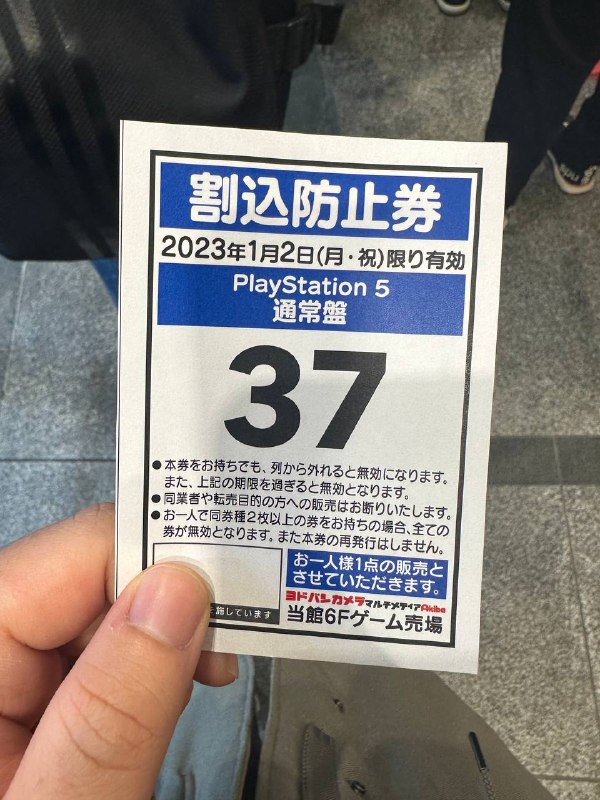 割込防止券
2023年1月2日(月・祝)限り有効
PlayStation 5
通常盤
37
●本券をお持ちでも、列から外れると無効になります。
また、上記の期限を過ぎると無効となります。
●同業者や転売目的の方への販売はお断りいたします。
●お一人で同券種2枚以上の券をお持ちの場合、全ての
券が無効となります。また本券の再発行はしません。
お一人様1点の販売と
させていただきます。
施しています
ヨドバシカメラマルチメディアAkiba
当館6Fゲーム売場